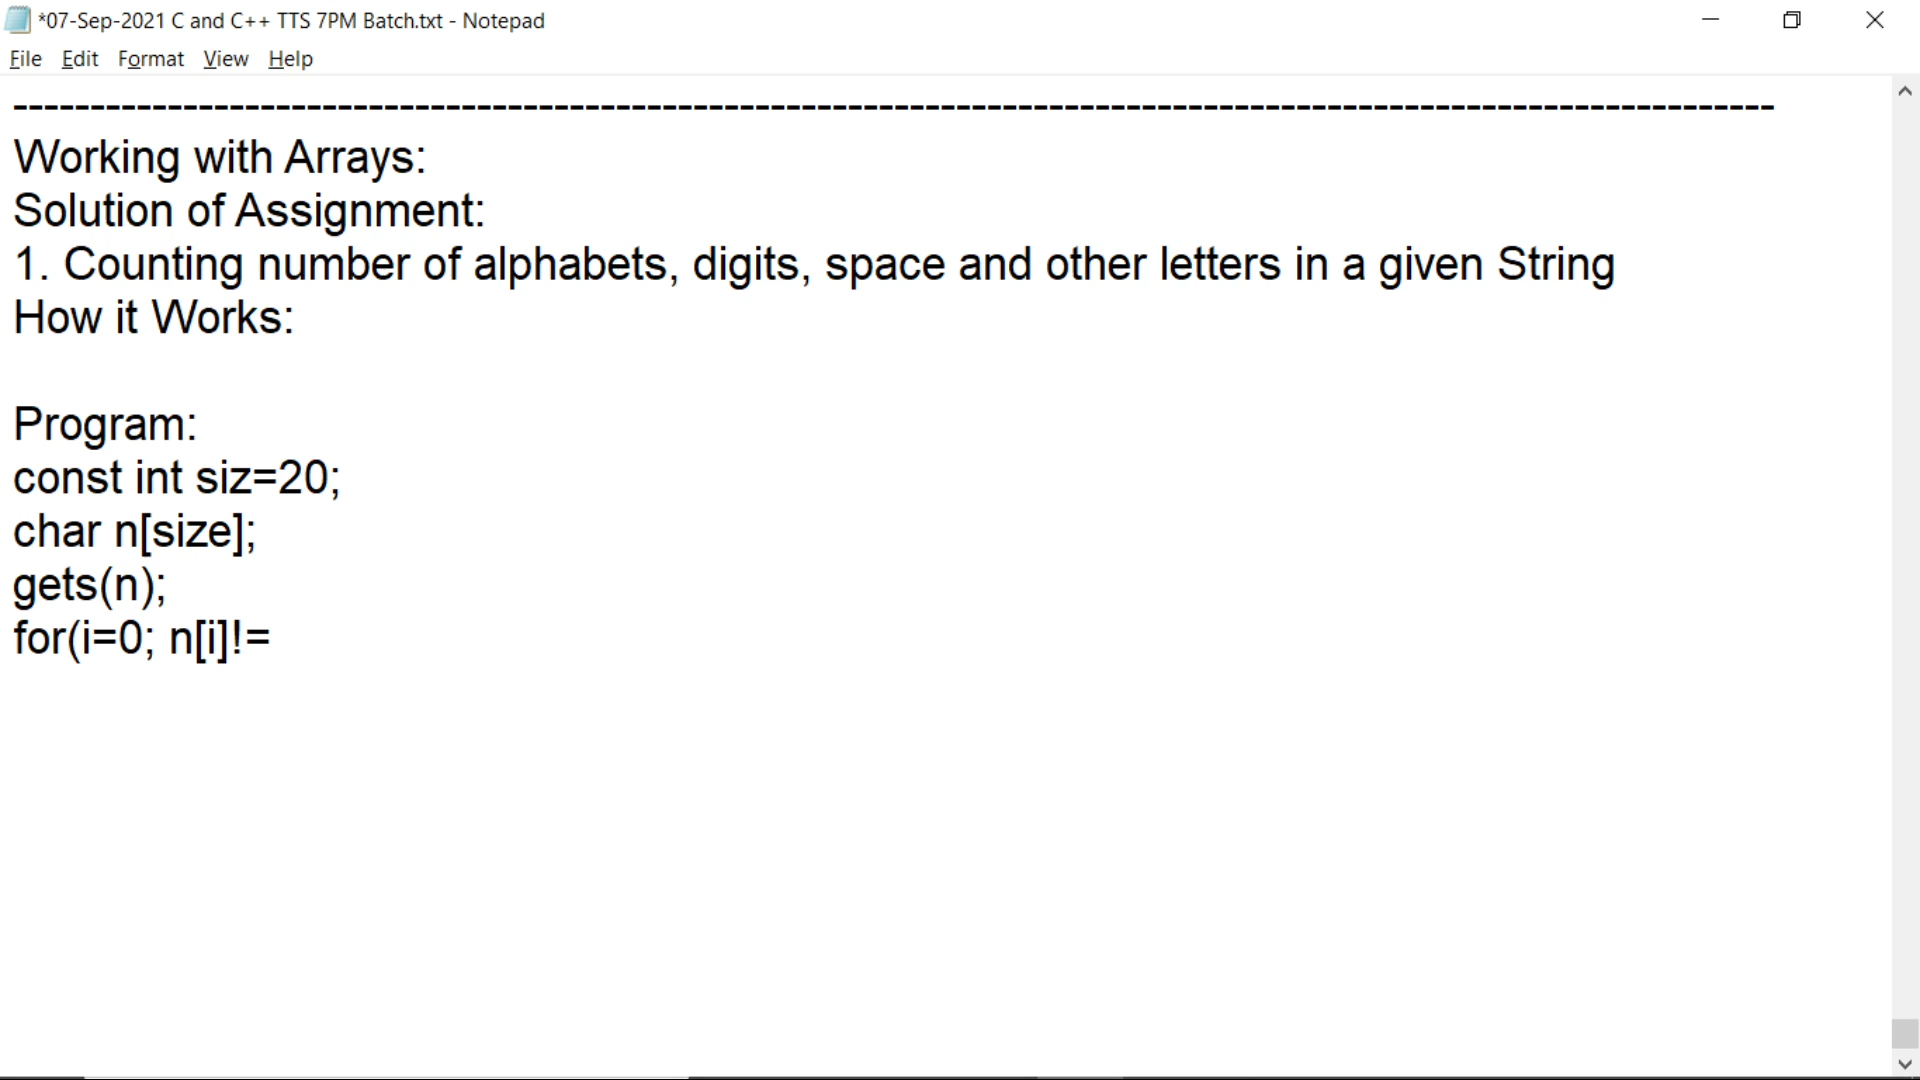 *07-Sep-2021 C and C++ TTS 7PM Batch.txt - Notepad
File Edit Format View Help
-----------------------------------------------------------------------------------------------------------------
Working with Arrays:
Solution of Assignment:
1. Counting number of alphabets, digits, space and other letters in a given String
How it Works:
Program:
const int siz=20;
char n[size];
gets(n);
for(i=0; n[i]!=